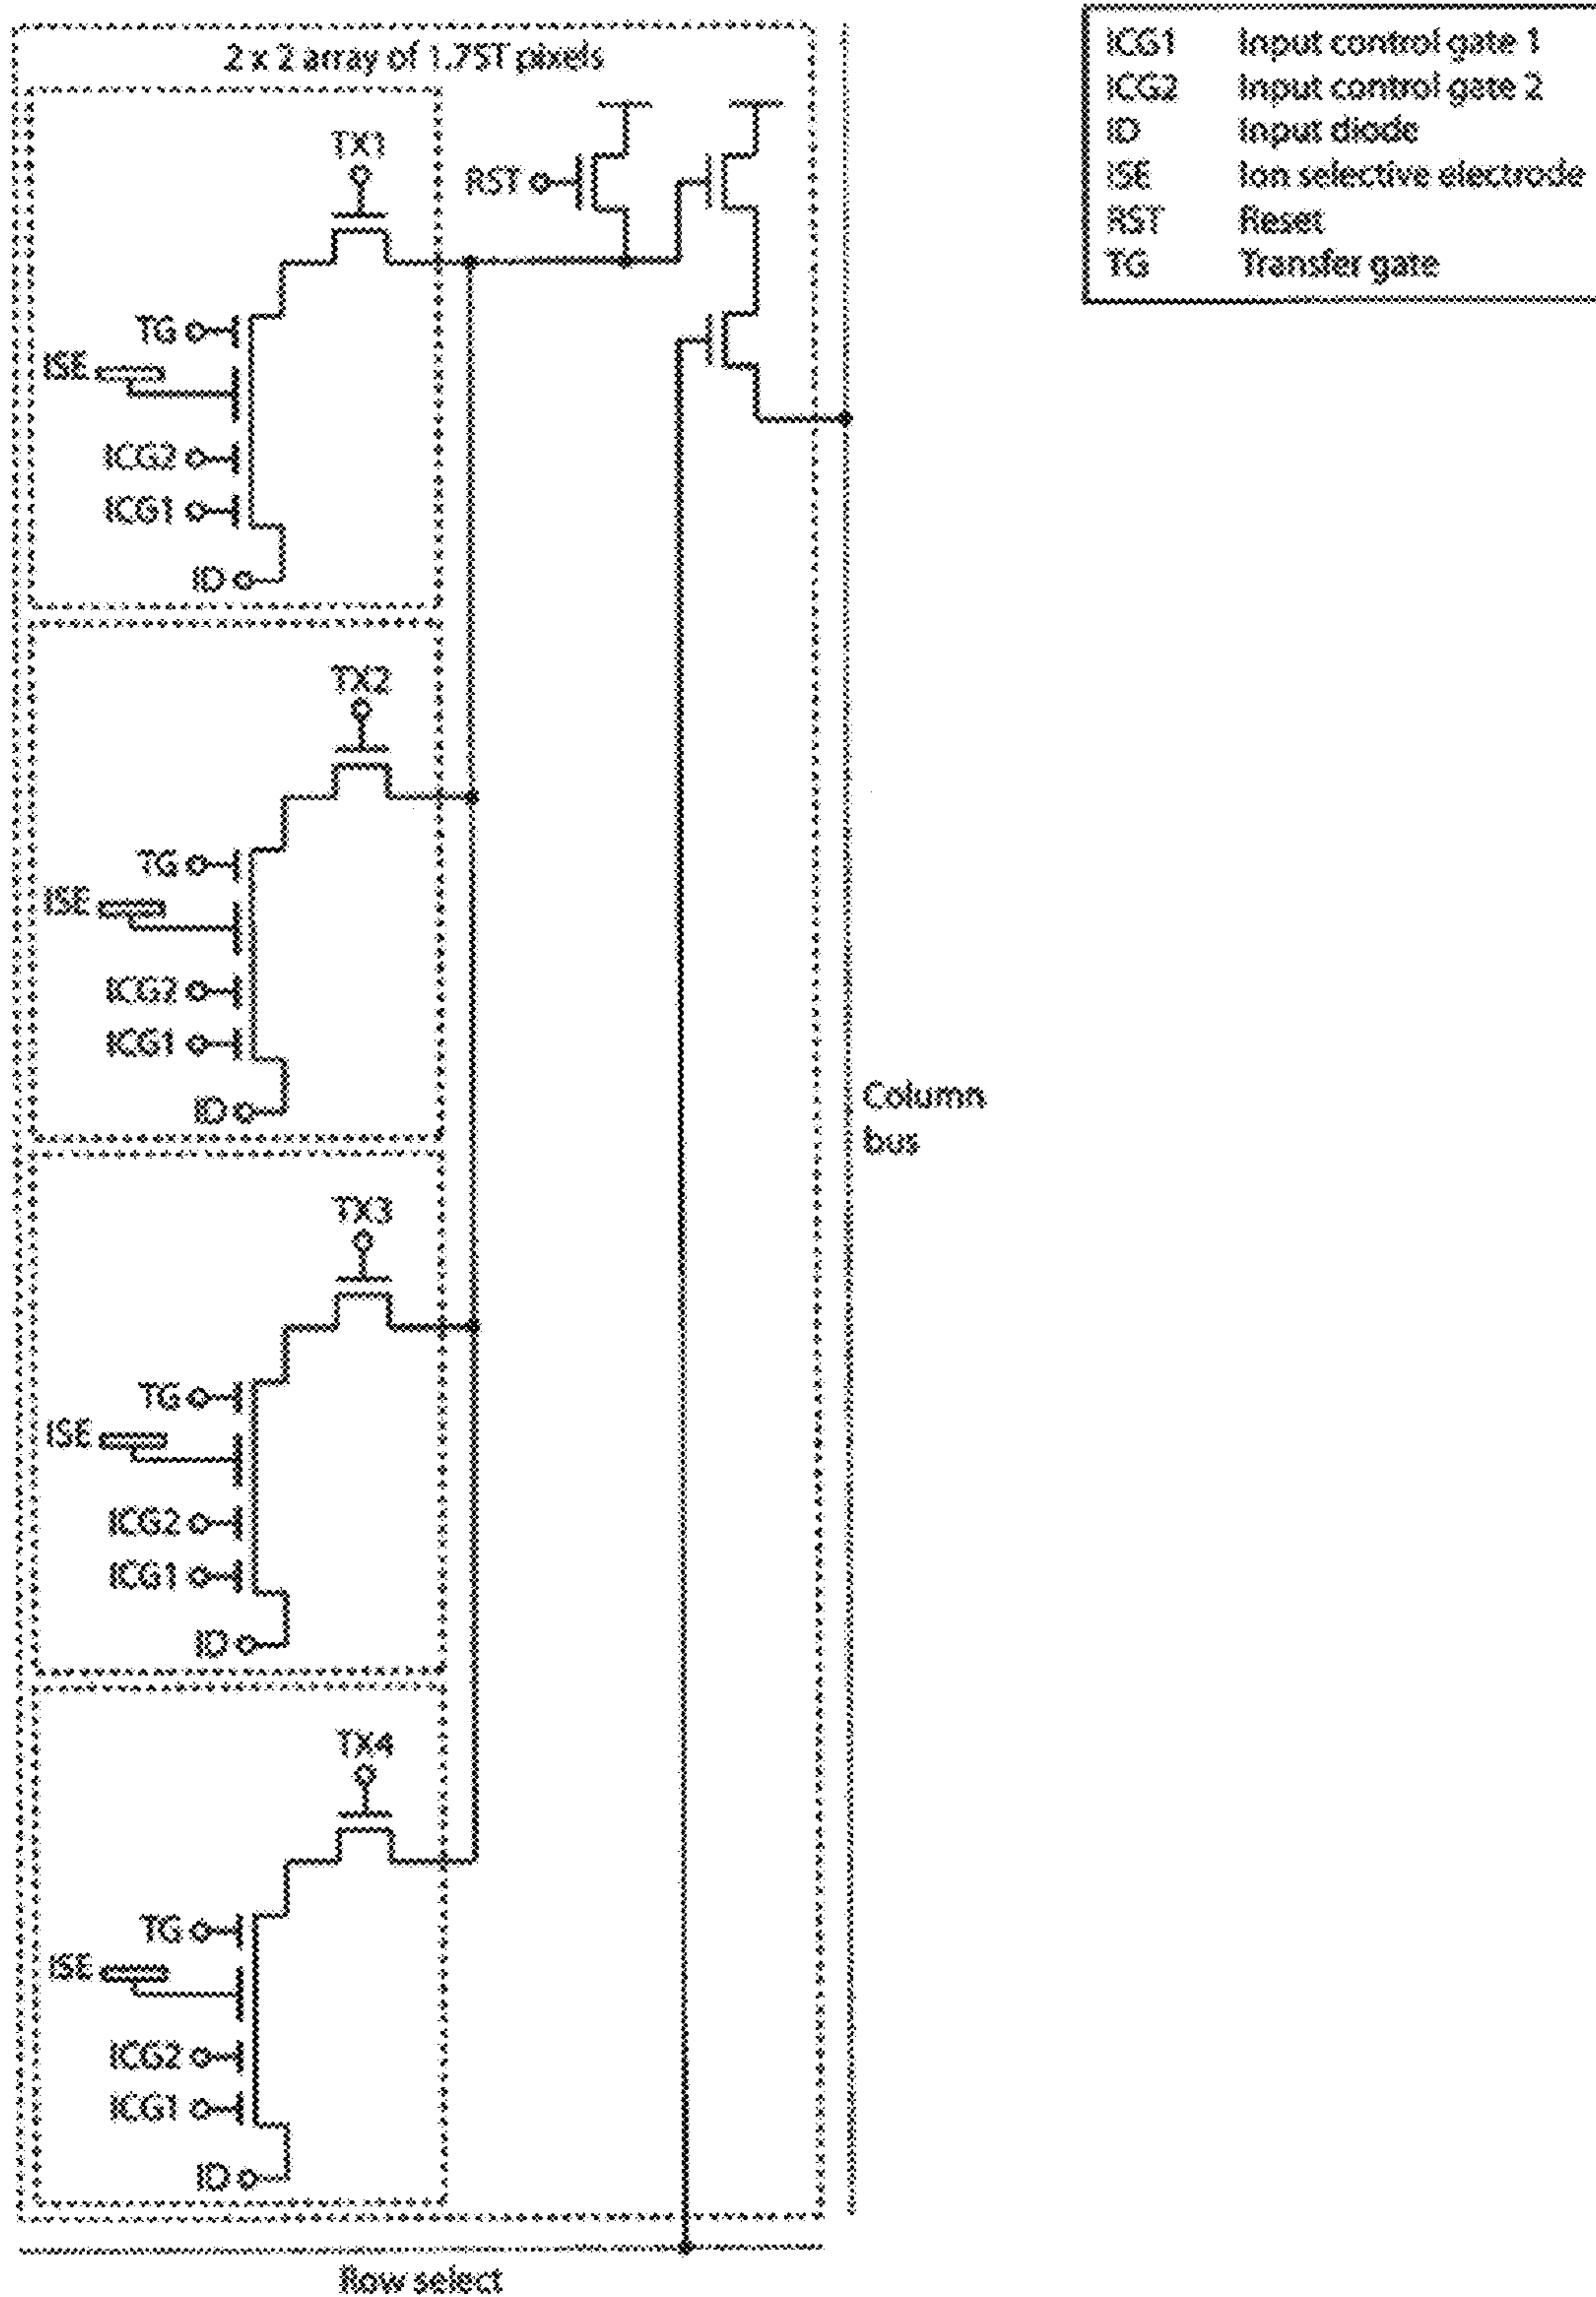 2 x 2 array of 1.75T pixels
TX1
RST
TG
ISE
ICG2
ICG1
ID
TX2
TG
ISE
ICG2
ICG1
ID
TX3
TG
ISE
ICG2
ICG1
ID
TX4
TG
ISE
ICG2
ICG1
ID
Column
bus
Row select
ICG1 Input control gate 1
ICG2 Input control gate 2
ID Input diode
ISE Ion selective electrode
RST Reset
TG Transfer gate